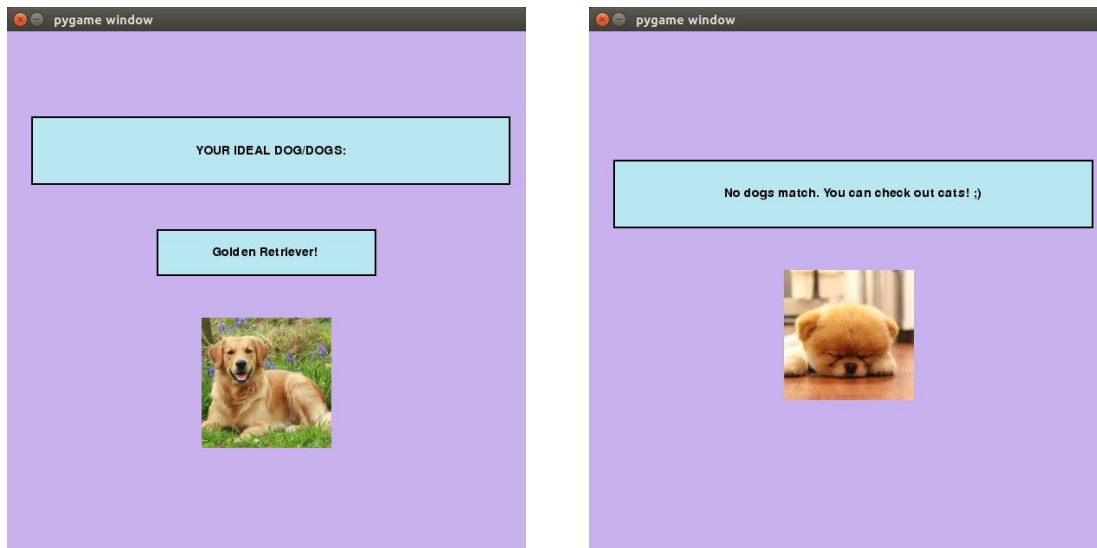 pygame window
YOUR IDEAL DOG/DOGS:
Golden Retriever!
pygame window
No dogs match. You can check out cats! ;)